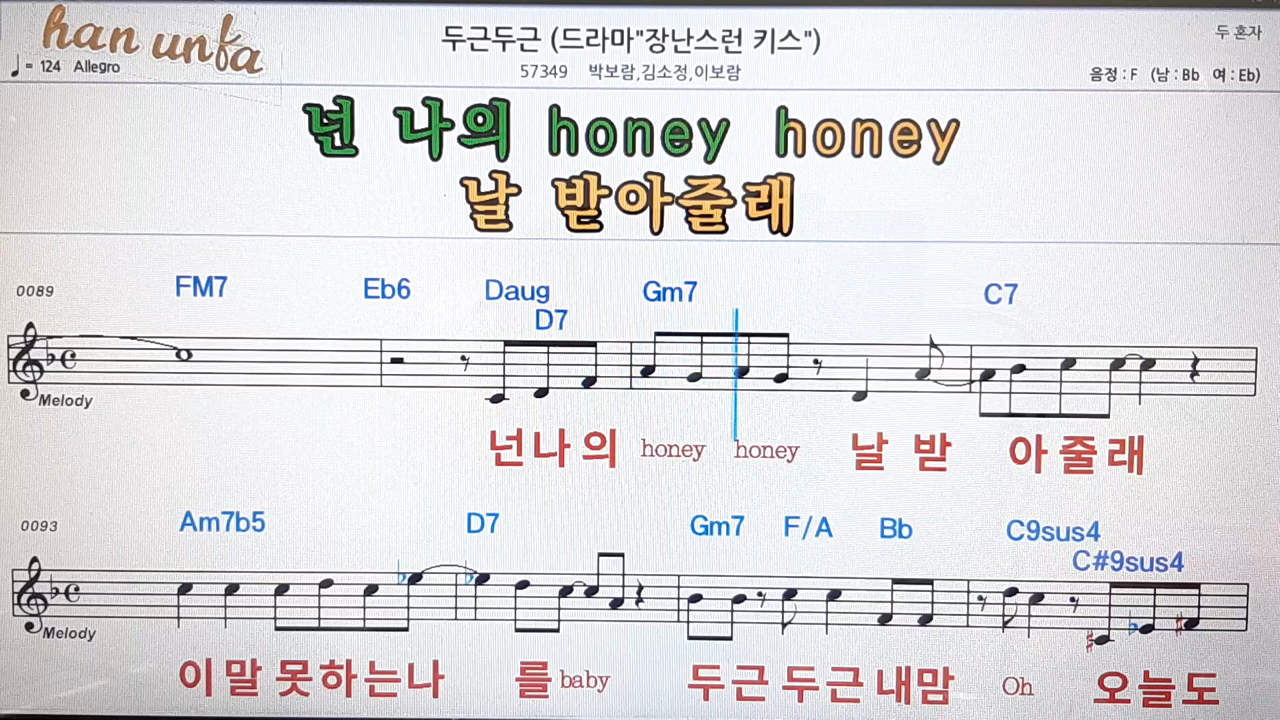 han unfa
두근두근 (드라마"장난스런 키스")
두 혼자
♩= 124 Allegro
57349 박보람,김소정,이보람
음정 : F (남 : Bb 여 : Eb)
넌 나의 honey honey
날 받아줄래
0089
FM7 Eb6 Daug D7 Gm7 C7
Melody
넌나의 honey honey 날 받 아줄래
0093
Am7b5 D7 Gm7 F/A Bb C9sus4 C#9sus4
Melody
이말못하는나 를 baby 두근두근내맘 Oh 오늘도